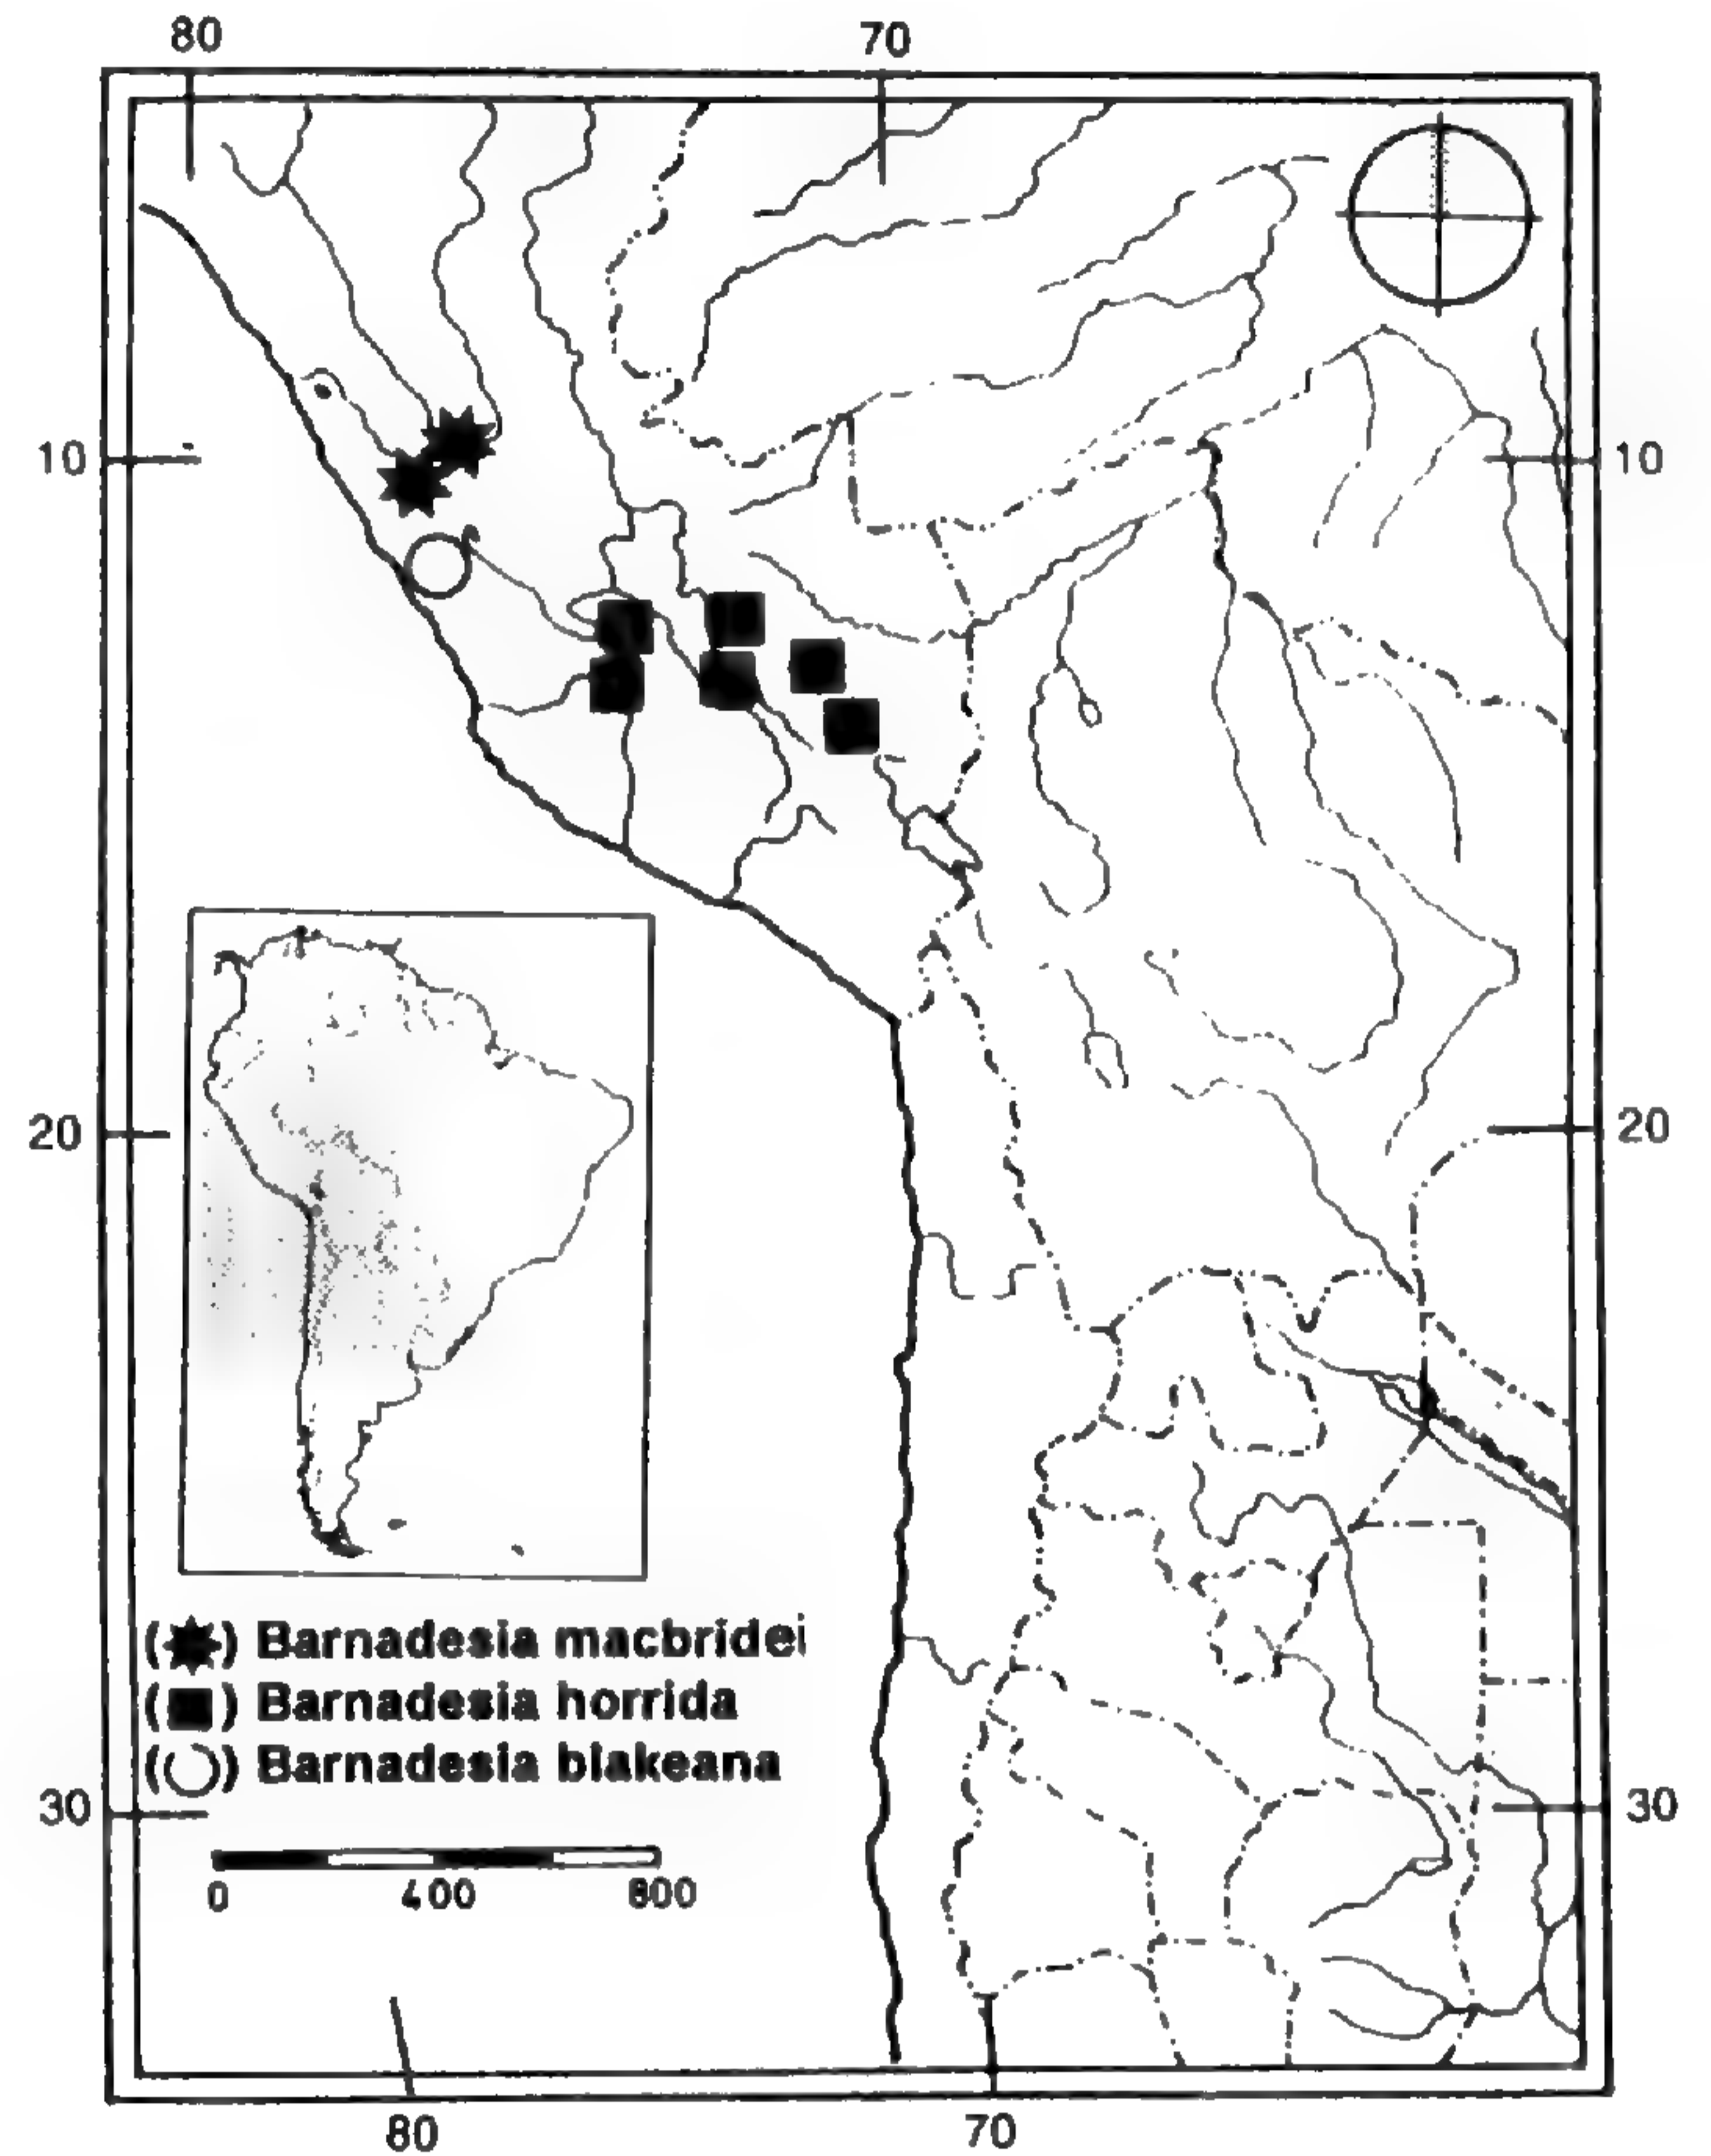 80 70
10 10
20 20
(✸) Barnadesia macbridei
(■) Barnadesia horrida
(○) Barnadesia blakeana
30 30
0 400 800
80 70